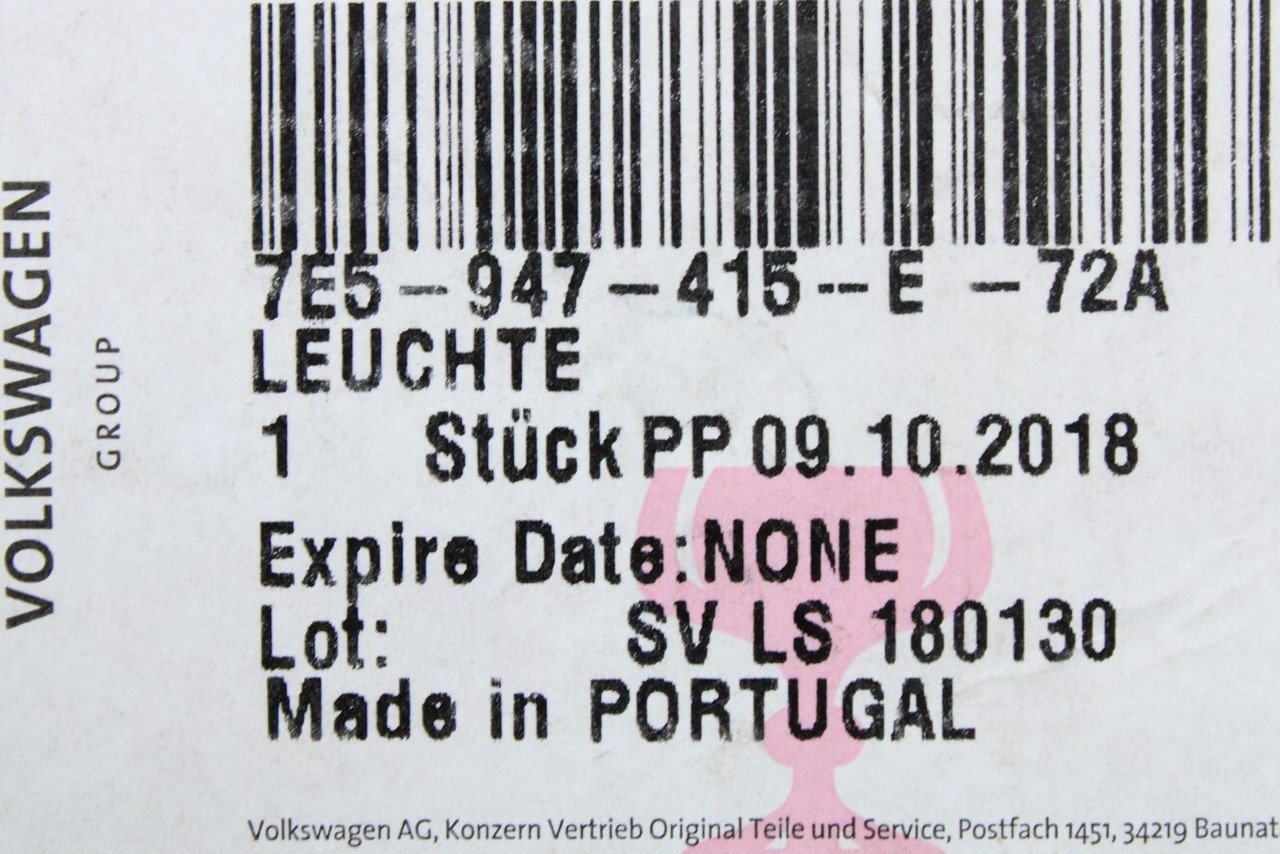 VOLKSWAGEN
GROUP
7E5-947-415--E -72A
LEUCHTE
1 Stück PP 09.10.2018
Expire Date:NONE
Lot: SV LS 180130
Made in PORTUGAL
Volkswagen AG, Konzern Vertrieb Original Teile und Service, Postfach 1451, 34219 Baunat